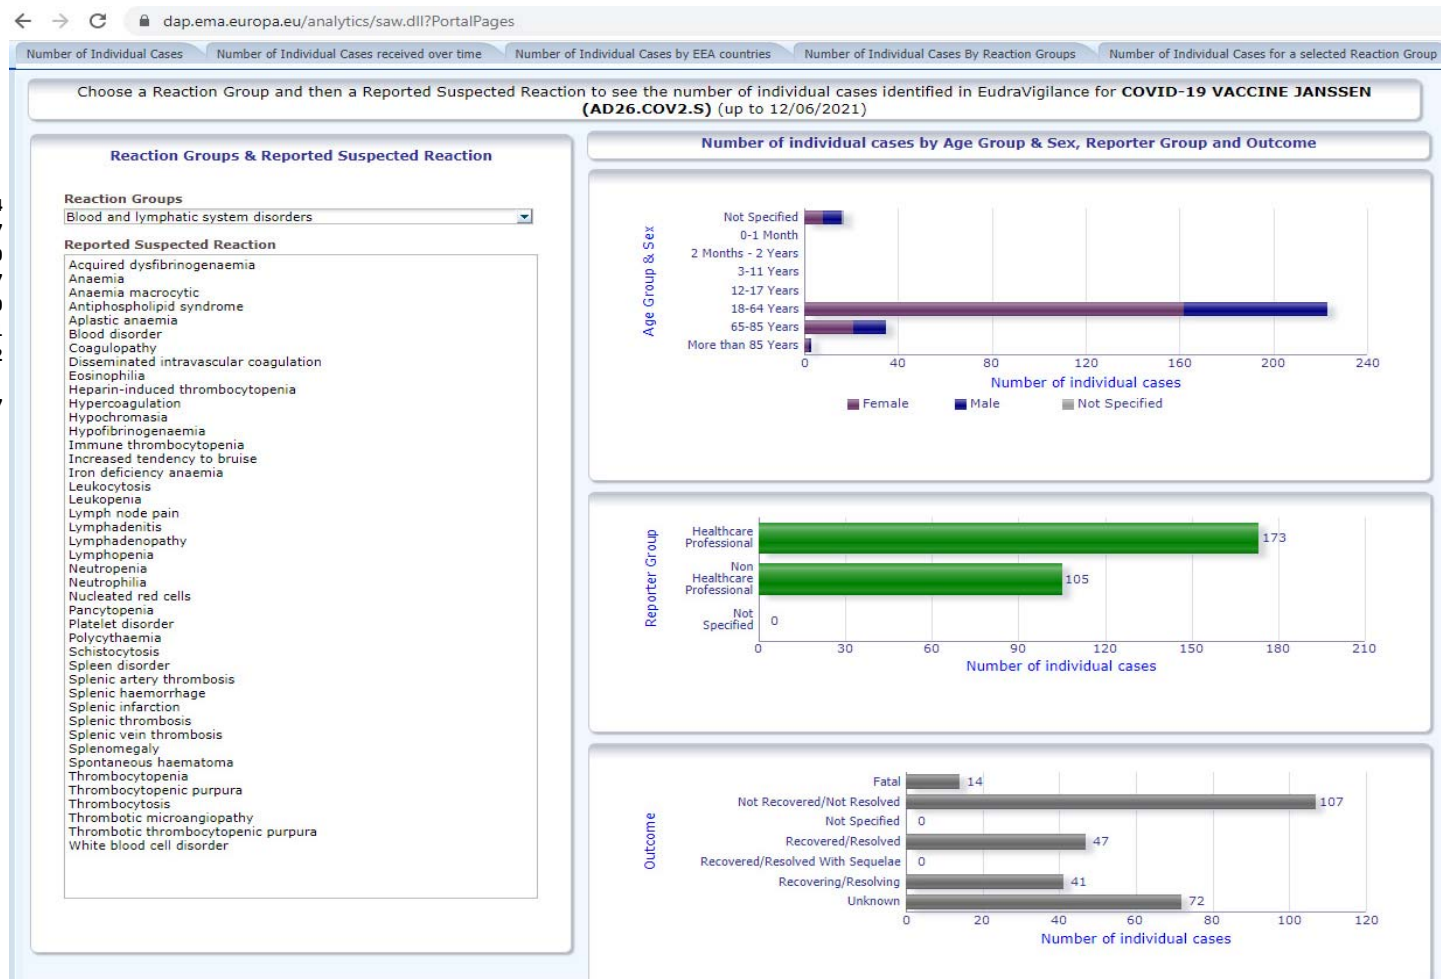 dap.ema.europa.eu/analytics/saw.dll?PortalPages
Number of Individual Cases
Number of Individual Cases received over time
Number of Individual Cases by EEA countries
Number of Individual Cases By Reaction Groups
Number of Individual Cases for a selected Reaction Group
Choose a Reaction Group and then a Reported Suspected Reaction to see the number of individual cases identified in EudraVigilance for COVID-19 VACCINE JANSSEN
(AD26.COV2.S) (up to 12/06/2021)
Reaction Groups & Reported Suspected Reaction
Reaction Groups
Blood and lymphatic system disorders
Reported Suspected Reaction
Acquired dysfibrinogenaemia
Anaemia
Anaemia macrocytic
Antiphospholipid syndrome
Aplastic anaemia
Blood disorder
Coagulopathy
Disseminated intravascular coagulation
Eosinophilia
Heparin-induced thrombocytopenia
Hypercoagulation
Hypochromasia
Hypofibrinogenaemia
Immune thrombocytopenia
Increased tendency to bruise
Iron deficiency anaemia
Leukocytosis
Leukopenia
Lymph node pain
Lymphadenitis
Lymphadenopathy
Lymphopenia
Neutropenia
Neutrophilia
Nucleated red cells
Pancytopenia
Platelet disorder
Polycythaemia
Schistocytosis
Spleen disorder
Splenic artery thrombosis
Splenic haemorrhage
Splenic infarction
Splenic thrombosis
Splenic vein thrombosis
Splenomegaly
Spontaneous haematoma
Thrombocytopenia
Thrombocytopenic purpura
Thrombocytosis
Thrombotic microangiopathy
Thrombotic thrombocytopenic purpura
White blood cell disorder
Number of individual cases by Age Group & Sex, Reporter Group and Outcome
Age Group & Sex
Not Specified
0-1 Month
2 Months - 2 Years
3-11 Years
12-17 Years
18-64 Years
65-85 Years
More than 85 Years
0 40 80 120 160 200 240
Number of individual cases
Female Male Not Specified
Reporter Group
Healthcare
Professional 173
Non
Healthcare
Professional 105
Not
Specified 0
0 30 60 90 120 150 180 210
Number of individual cases
Outcome
Fatal 14
Not Recovered/Not Resolved 107
Not Specified 0
Recovered/Resolved 47
Recovered/Resolved With Sequelae 0
Recovering/Resolving 41
Unknown 72
0 20 40 60 80 100 120
Number of individual cases